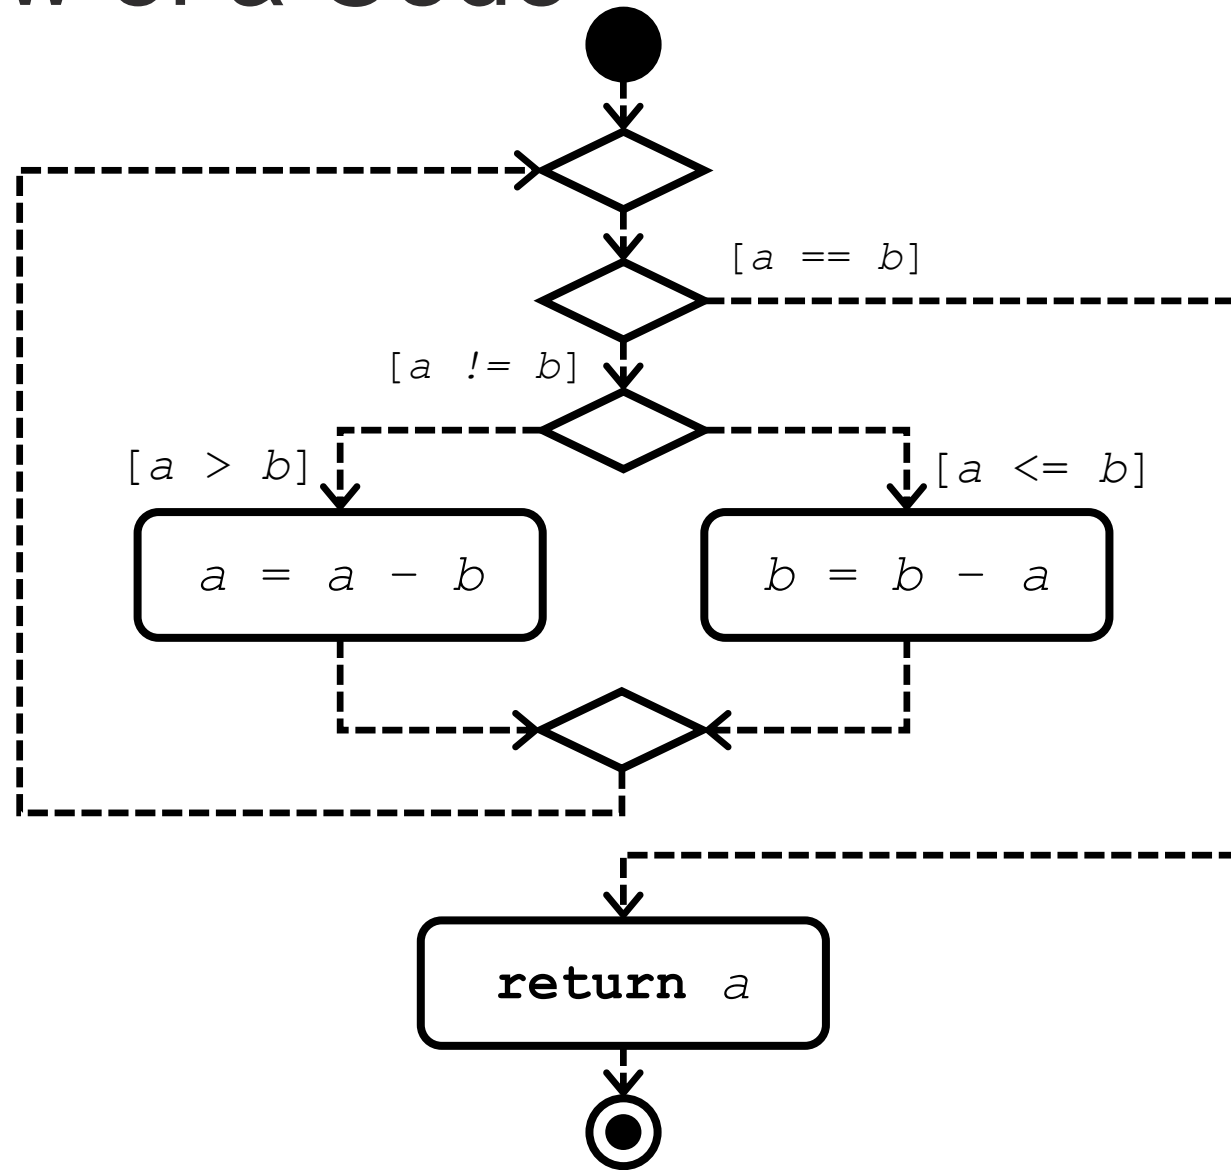 [a == b]
[a != b]
[a > b]
[a <= b]
a = a - b
b = b - a
return a